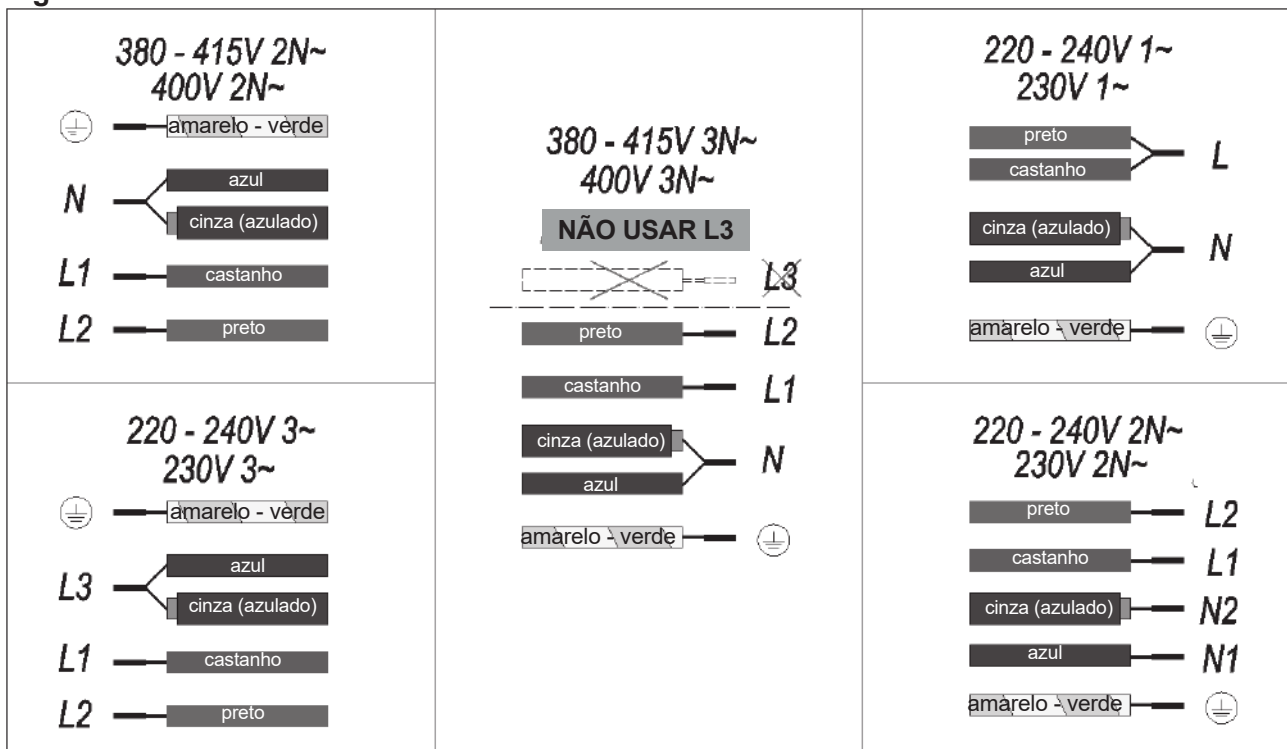 380 - 415V 2N~
400V 2N~
amarelo - verde
N
azul
cinza (azulado)
L1
castanho
L2
preto
220 - 240V 3~
230V 3~
amarelo - verde
L3
azul
cinza (azulado)
L1
castanho
L2
preto
380 - 415V 3N~
400V 3N~
NÃO USAR L3
L3
preto
L2
castanho
L1
cinza (azulado)
N
azul
amarelo - verde
220 - 240V 1~
230V 1~
preto
L
castanho
cinza (azulado)
N
azul
amarelo - verde
220 - 240V 2N~
230V 2N~
preto
L2
castanho
L1
cinza (azulado)
N2
azul
N1
amarelo - verde